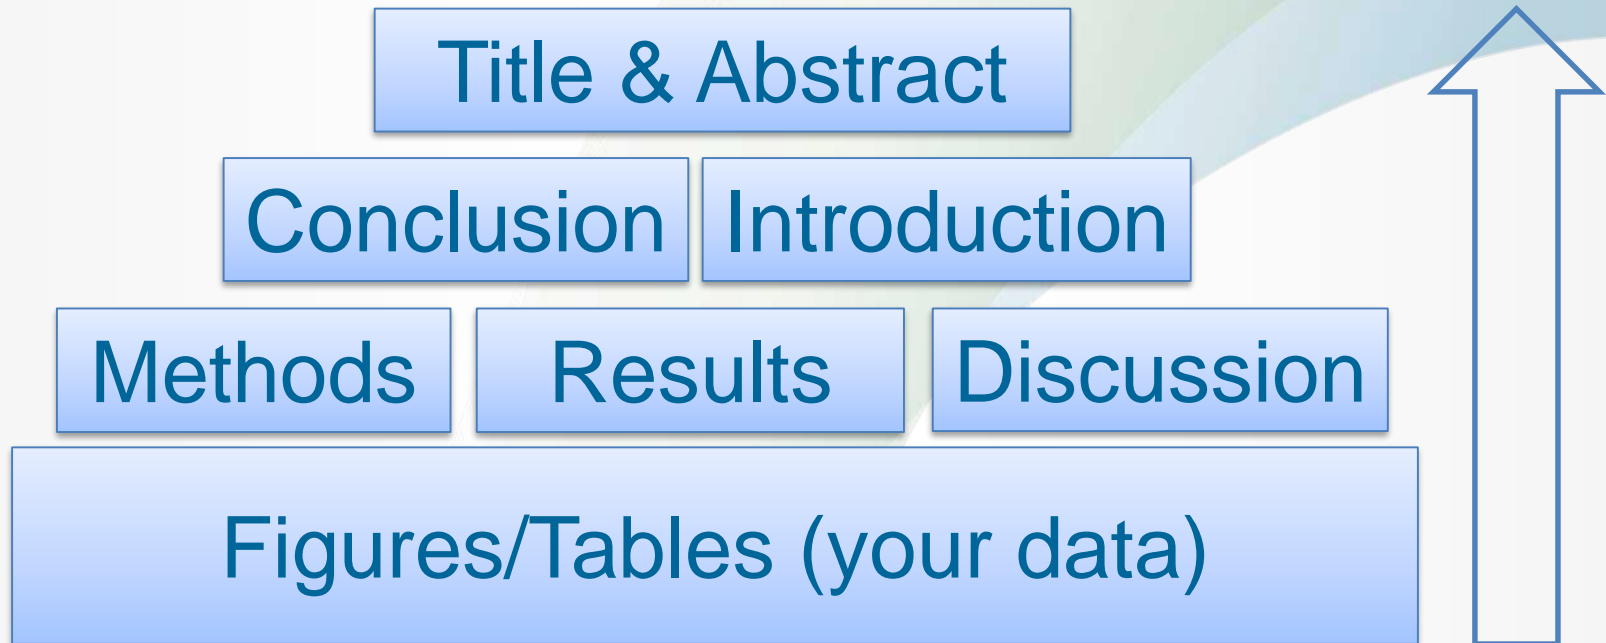 Title & Abstract
Conclusion Introduction
Methods Results Discussion
Figures/Tables (your data)